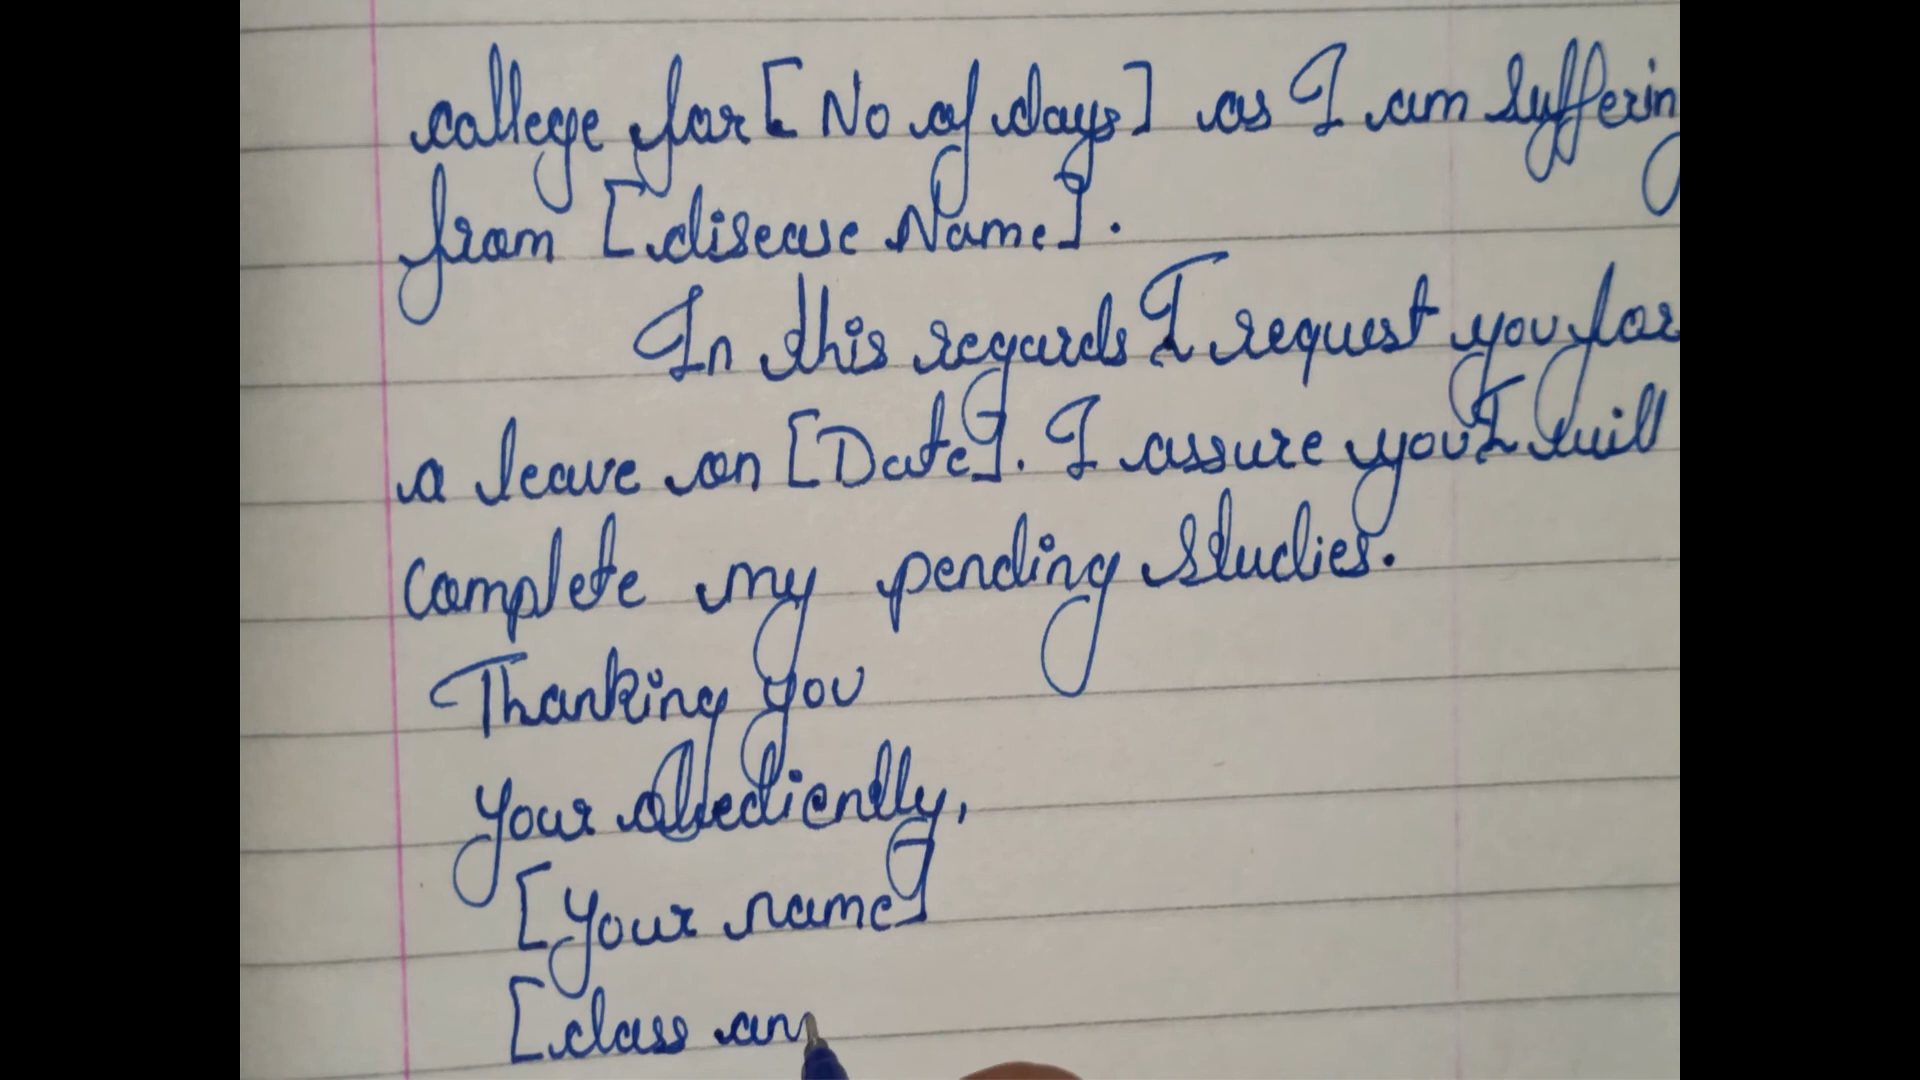 college for [No of days] as I am suffering
from [disease Name].
In this regards I request you for
a leave on [Date]. I assure you I will
complete my pending studies.
Thanking you
Your obediently,
[Your name]
[class an